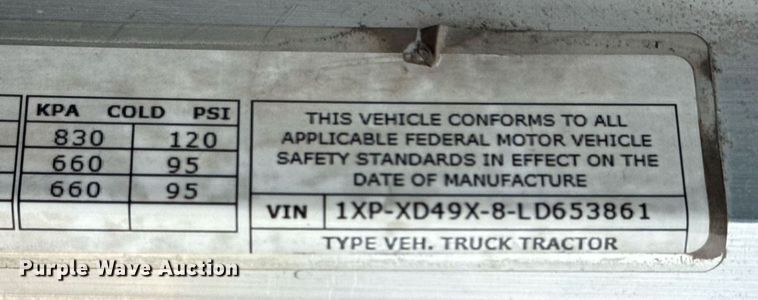 KPA COLD PSI
830 120
660 95
660 95
THIS VEHICLE CONFORMS TO ALL
APPLICABLE FEDERAL MOTOR VEHICLE
SAFETY STANDARDS IN EFFECT ON THE
DATE OF MANUFACTURE
VIN 1XP-XD49X-8-LD653861
TYPE VEH. TRUCK TRACTOR
Purple Wave Auction